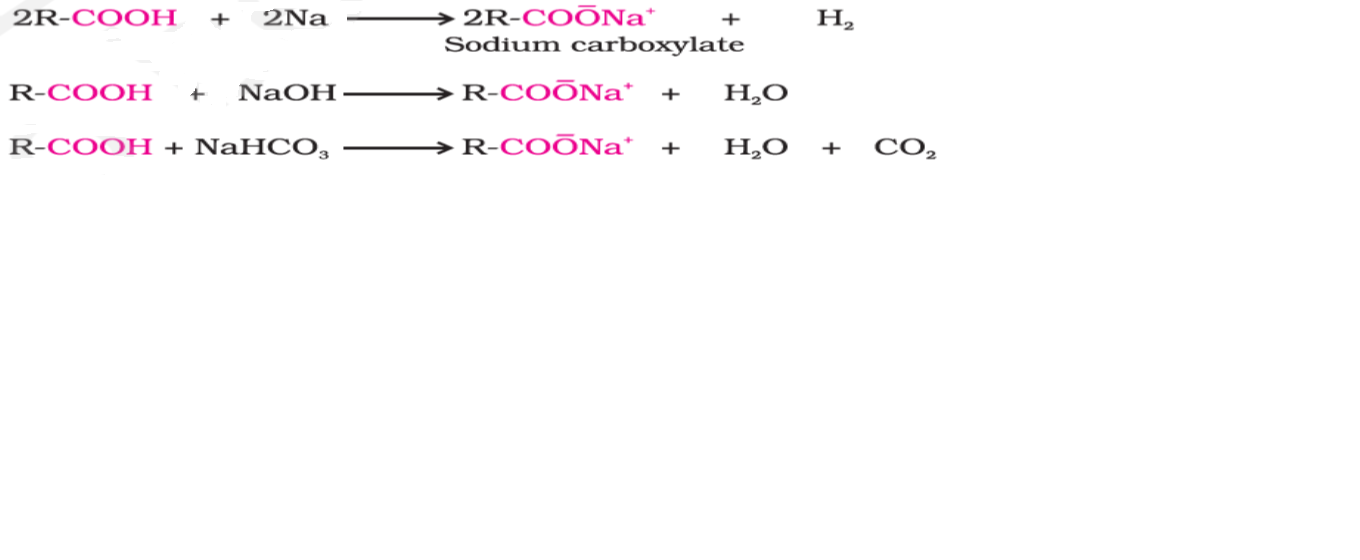 2R-COOH + 2Na ⟶ 2R-COŌNa⁺ + H₂
Sodium carboxylate
R-COOH + NaOH ⟶ R-COŌNa⁺ + H₂O
R-COOH + NaHCO₃ ⟶ R-COŌNa⁺ + H₂O + CO₂